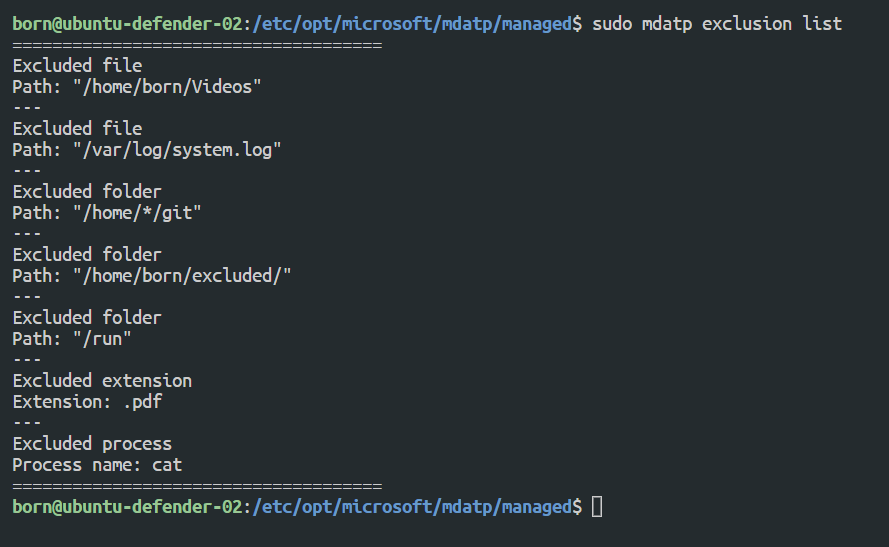 born@ubuntu-defender-02:/etc/opt/microsoft/mdatp/managed$ sudo mdatp exclusion list
=====================================
Excluded file
Path: "/home/born/Videos"
---
Excluded file
Path: "/var/log/system.log"
---
Excluded folder
Path: "/home/*/git"
---
Excluded folder
Path: "/home/born/excluded/"
---
Excluded folder
Path: "/run"
---
Excluded extension
Extension: .pdf
---
Excluded process
Process name: cat
=====================================
born@ubuntu-defender-02:/etc/opt/microsoft/mdatp/managed$